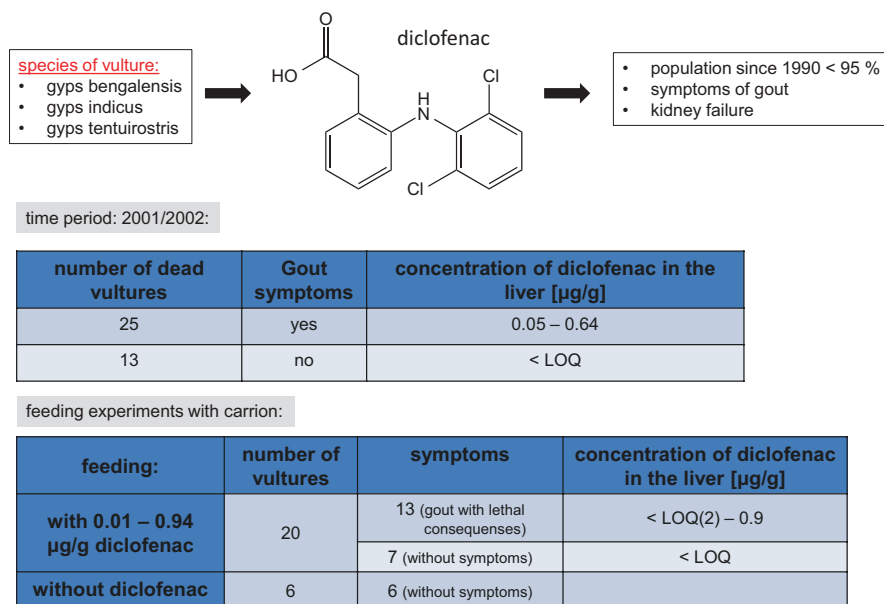 diclofenac
species of vulture:
• gyps bengalensis
• gyps indicus
• gyps tentuirostris
O
HO
H
N
Cl
Cl
• population since 1990 < 95 %
• symptoms of gout
• kidney failure
time period: 2001/2002:
number of dead
vultures
Gout
symptoms
concentration of diclofenac in the
liver [µg/g]
25
yes
0.05 – 0.64
13
no
< LOQ
feeding experiments with carrion:
feeding:
number of
vultures
symptoms
concentration of diclofenac
in the liver [µg/g]
with 0.01 – 0.94
µg/g diclofenac
20
13 (gout with lethal
consequenses)
< LOQ(2) – 0.9
7 (without symptoms)
< LOQ
without diclofenac
6
6 (without symptoms)